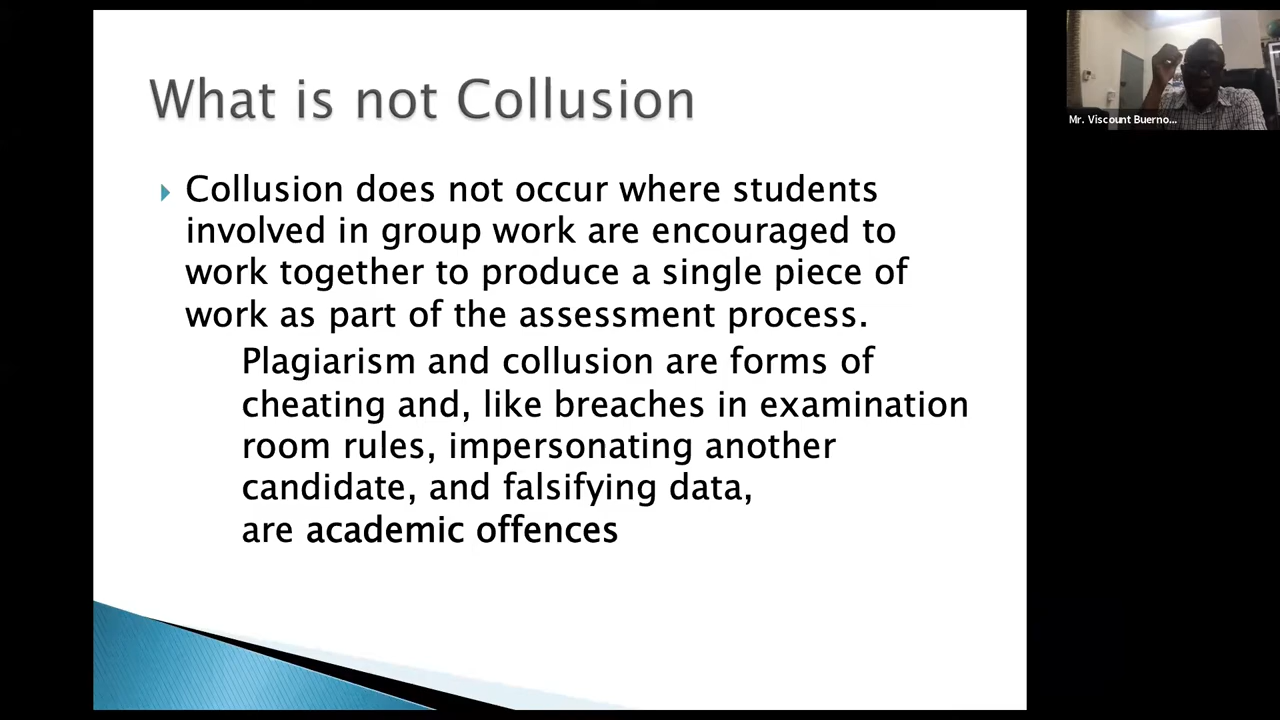 What is not Collusion
Collusion does not occur where students
involved in group work are encouraged to
work together to produce a single piece of
work as part of the assessment process.
Plagiarism and collusion are forms of
cheating and, like breaches in examination
room rules, impersonating another
candidate, and falsifying data,
are academic offences
Mr. Viscount Buerno...